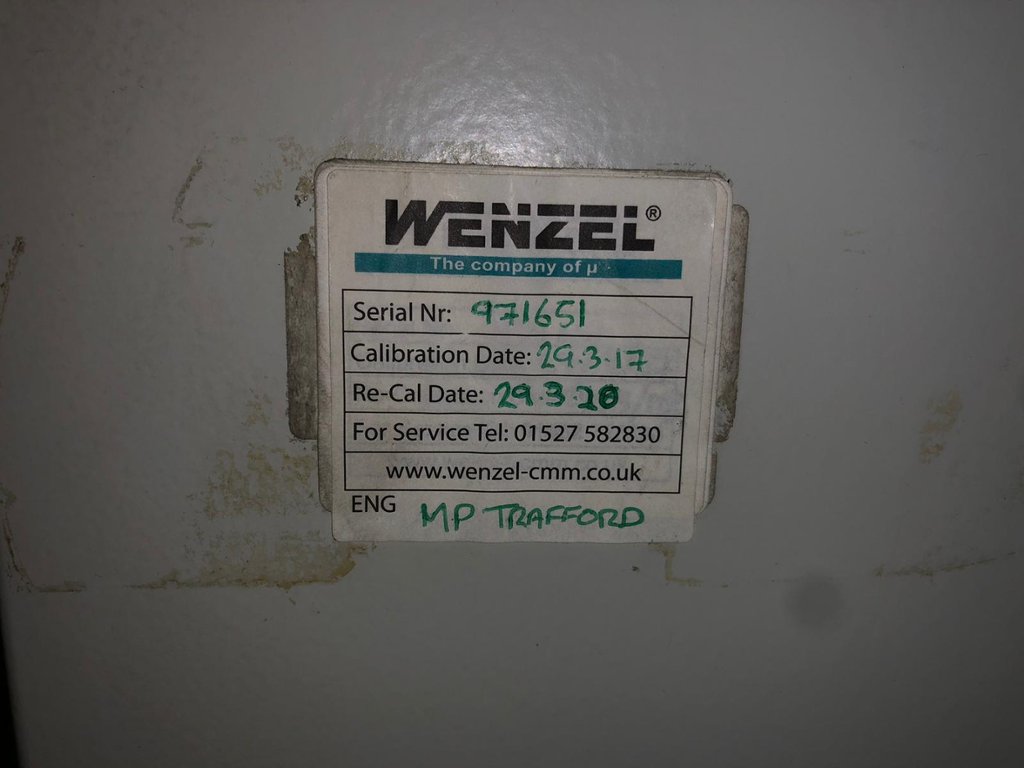 WENZEL®
The company of µ
Serial Nr: 971651
Calibration Date: 29.3.17
Re-Cal Date: 29.3.20
For Service Tel: 01527 582830
www.wenzel-cmm.co.uk
ENG MP TRAFFORD